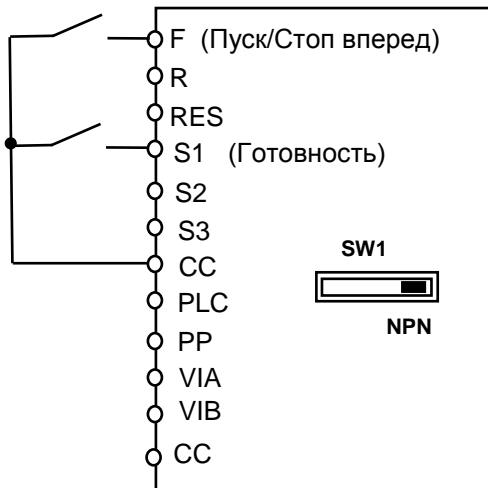 F (Пуск/Стоп вперед)
R
RES
S1 (Готовность)
S2
S3
CC
SW1
PLC
NPN
PP
VIA
VIB
CC